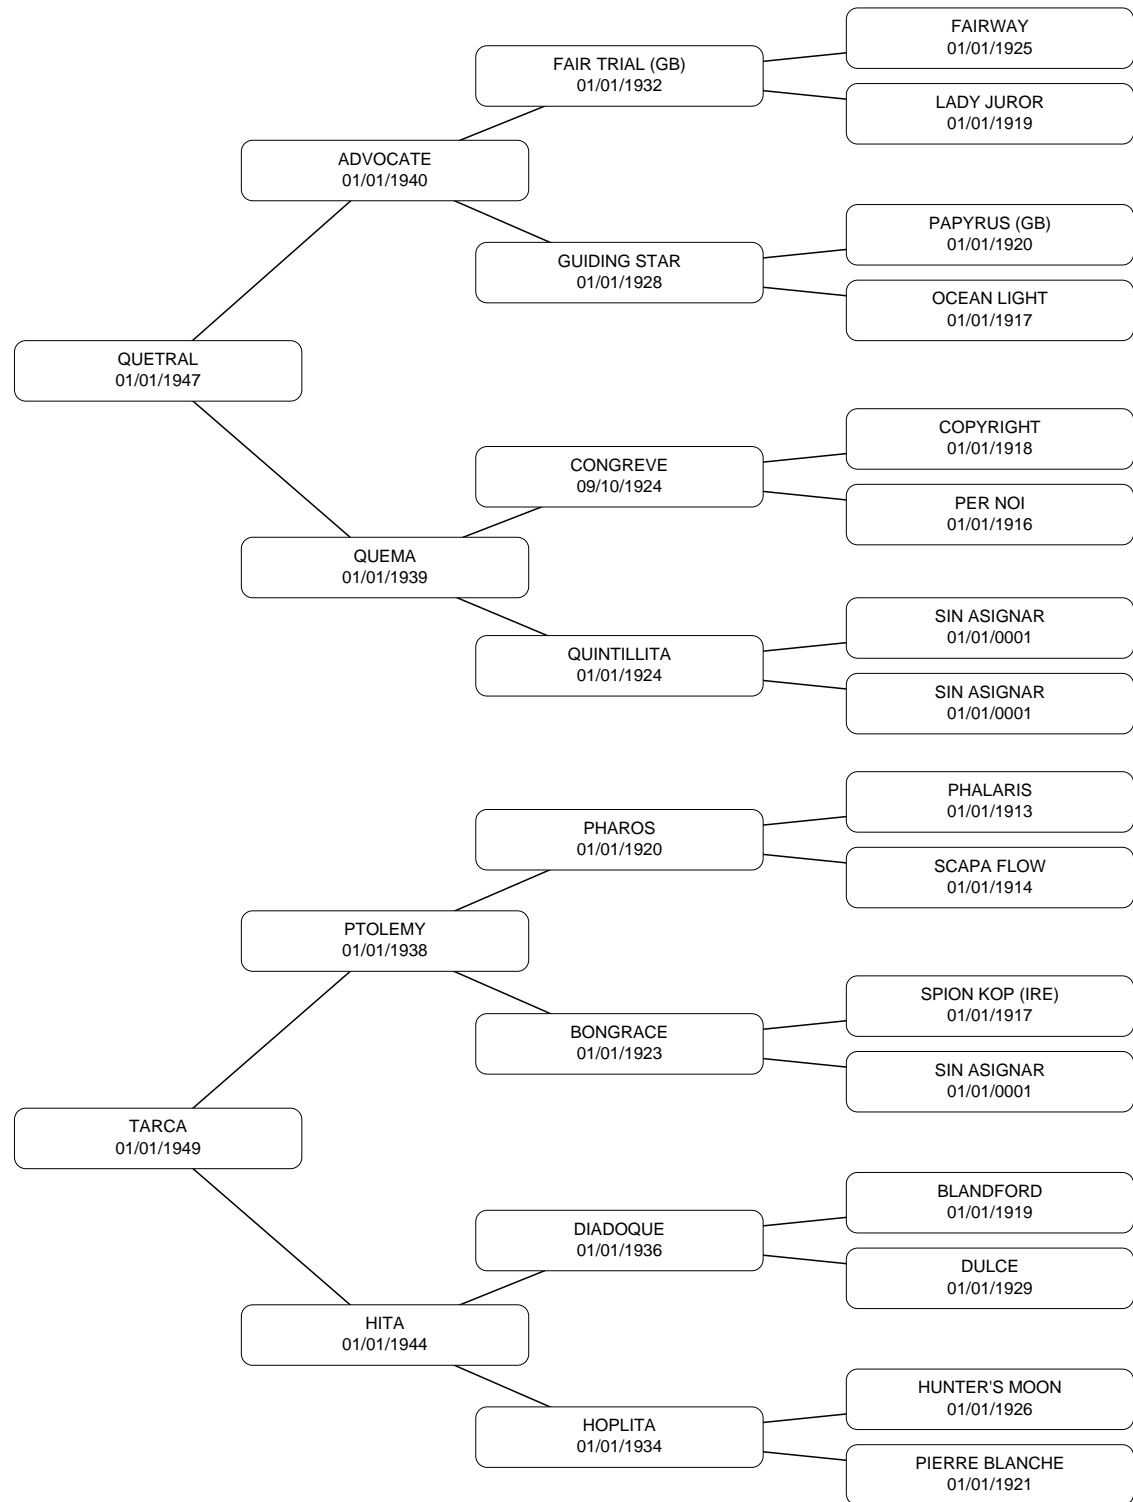 FAIRWAY
01/01/1925
FAIR TRIAL (GB)
01/01/1932
LADY JUROR
01/01/1919
ADVOCATE
01/01/1940
PAPYRUS (GB)
01/01/1920
GUIDING STAR
01/01/1928
OCEAN LIGHT
01/01/1917
QUETRAL
01/01/1947
COPYRIGHT
01/01/1918
CONGREVE
09/10/1924
PER NOI
01/01/1916
QUEMA
01/01/1939
SIN ASIGNAR
01/01/0001
QUINTILLITA
01/01/1924
SIN ASIGNAR
01/01/0001
PHALARIS
01/01/1913
PHAROS
01/01/1920
SCAPA FLOW
01/01/1914
PTOLEMY
01/01/1938
SPION KOP (IRE)
01/01/1917
BONGRACE
01/01/1923
SIN ASIGNAR
01/01/0001
TARCA
01/01/1949
BLANDFORD
01/01/1919
DIADOQUE
01/01/1936
DULCE
01/01/1929
HITA
01/01/1944
HUNTER'S MOON
01/01/1926
HOPLITA
01/01/1934
PIERRE BLANCHE
01/01/1921